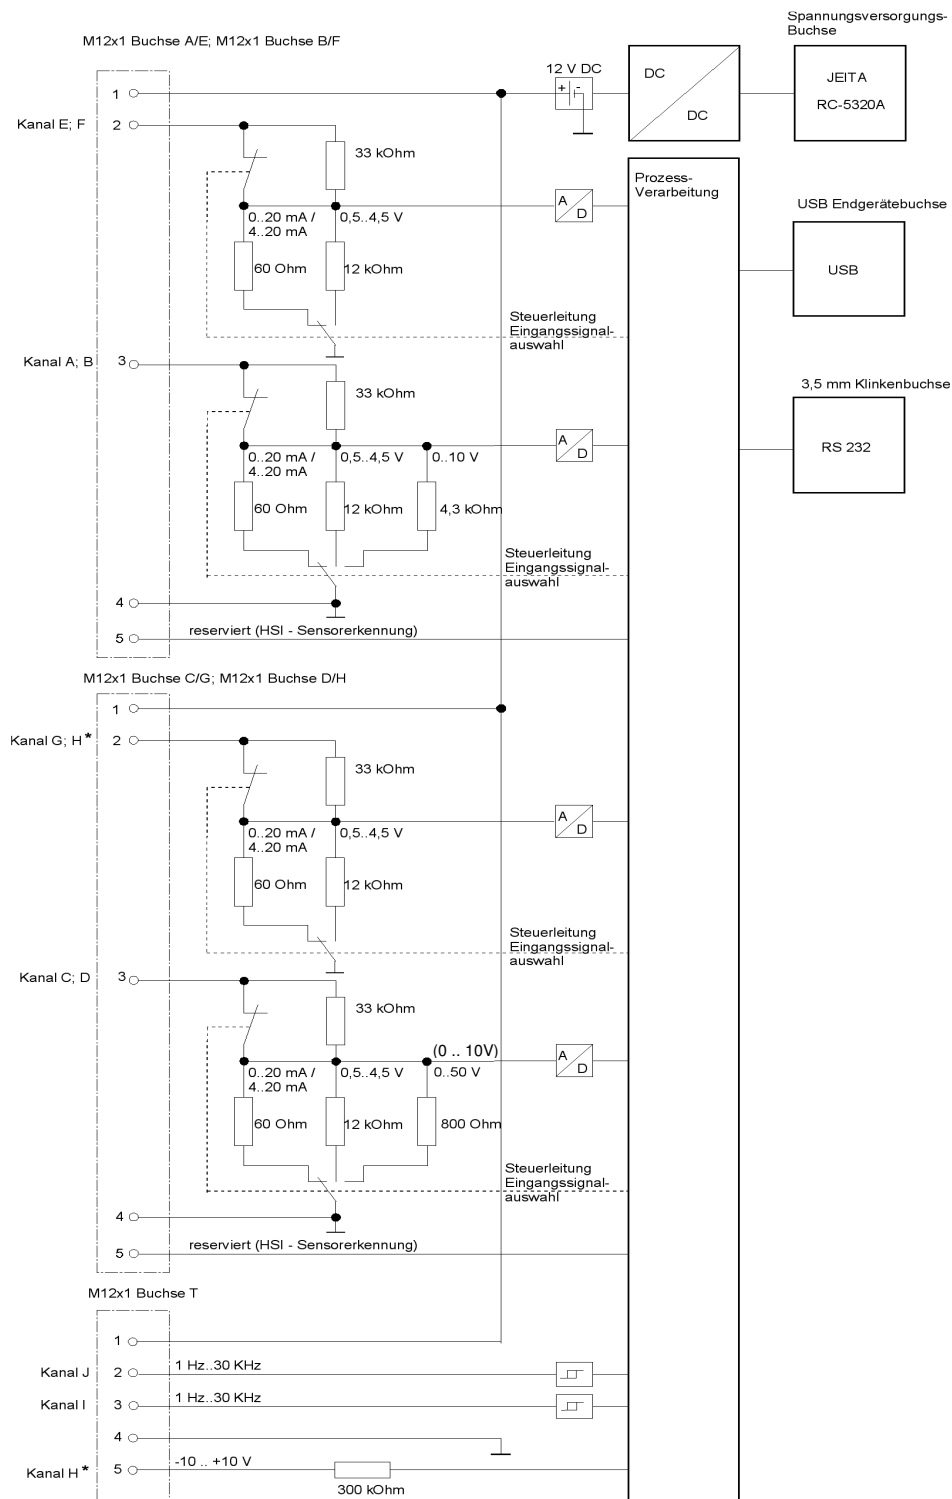 Spannungsversorgungs-
Buchse
M12x1 Buchse A/E; M12x1 Buchse B/F
12 V DC
DC
DC
JEITA
RC-5320A
1
+ -
Kanal E; F
2
33 kOhm
Prozess-
Verarbeitung
A
D
0..20 mA /
4..20 mA
0,5..4,5 V
USB Endgerätebuchse
60 Ohm
12 kOhm
USB
Steuerleitung
Eingangssignal-
auswahl
Kanal A; B
3
33 kOhm
3,5 mm Klinkenbuchse
A
D
RS 232
0..20 mA /
4..20 mA
0,5..4,5 V
0..10 V
60 Ohm
12 kOhm
4,3 kOhm
Steuerleitung
Eingangssignal-
auswahl
4
5
reserviert (HSI - Sensorerkennung)
M12x1 Buchse C/G; M12x1 Buchse D/H
1
Kanal G; H *
2
33 kOhm
A
D
0..20 mA /
4..20 mA
0,5..4,5 V
60 Ohm
12 kOhm
Steuerleitung
Eingangssignal-
auswahl
Kanal C; D
3
33 kOhm
(0 .. 10V)
A
D
0..20 mA /
4..20 mA
0,5..4,5 V
0..50 V
60 Ohm
12 kOhm
800 Ohm
Steuerleitung
Eingangssignal-
auswahl
4
5
reserviert (HSI - Sensorerkennung)
M12x1 Buchse T
1
Kanal J
2
1 Hz..30 KHz
Kanal I
3
1 Hz..30 KHz
4
Kanal H *
5
-10 .. +10 V
300 kOhm